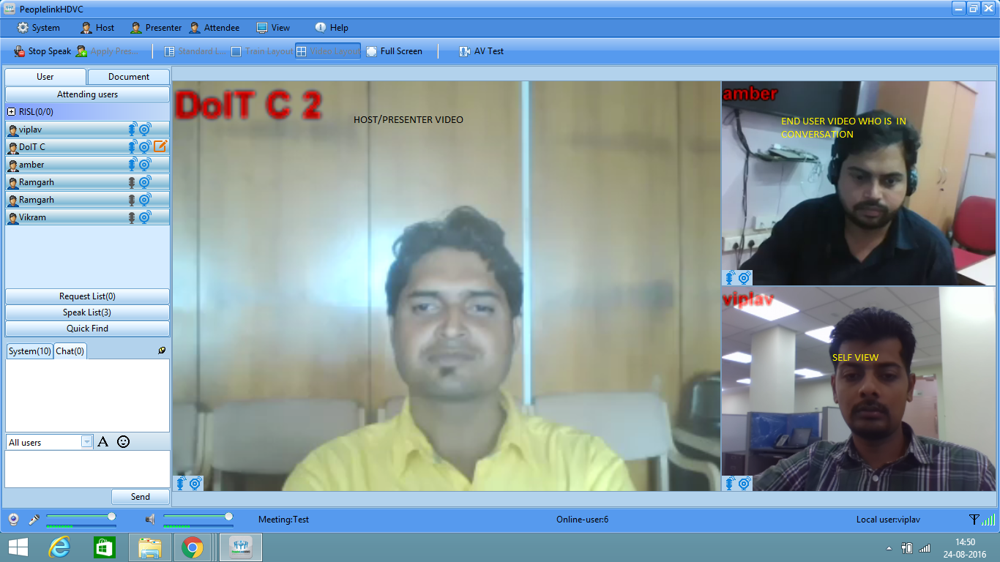 PeoplelinkHDVC
System Host Presenter Attendee View Help
Stop Speak Apply Pres... Standard L... Train Layout Video Layout Full Screen AV Test
User Document
Attending users
RISL(0/0)
viplav
DoIT C
amber
Ramgarh
Ramgarh
Vikram
Request List(0)
Speak List(3)
Quick Find
System(10) Chat(0)
All users A
Send
DoIT C 2
HOST/PRESENTER VIDEO
amber
END USER VIDEO WHO IS IN
CONVERSATION
viplav
SELF VIEW
Meeting:Test Online-user:6 Local user:viplav
PeoplelinkHDVC
14:50
24-08-2016